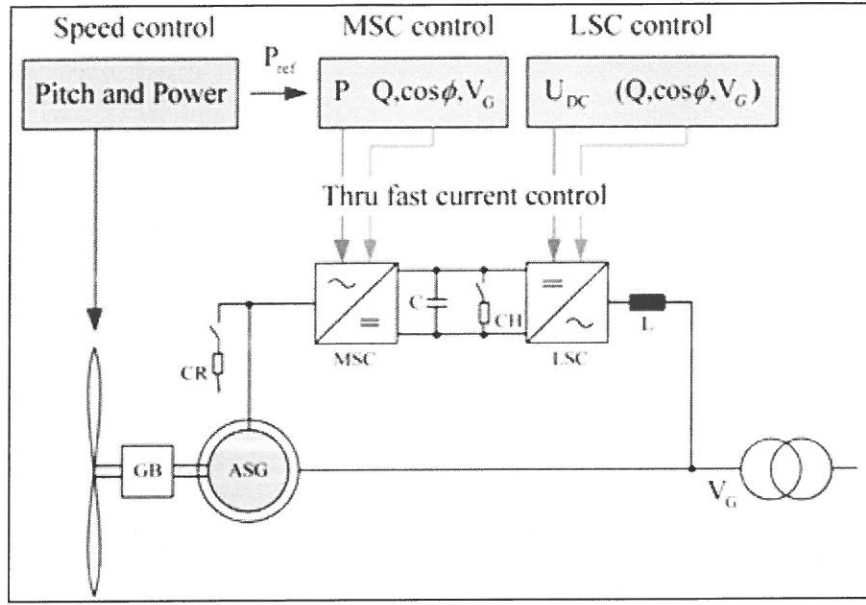 Speed control MSC control LSC control
Pitch and Power P_ref P Q,cosϕ,V_G U_DC (Q,cosϕ,V_G)
Thru fast current control
C CH L
CR MSC LSC
GB ASG
V_G